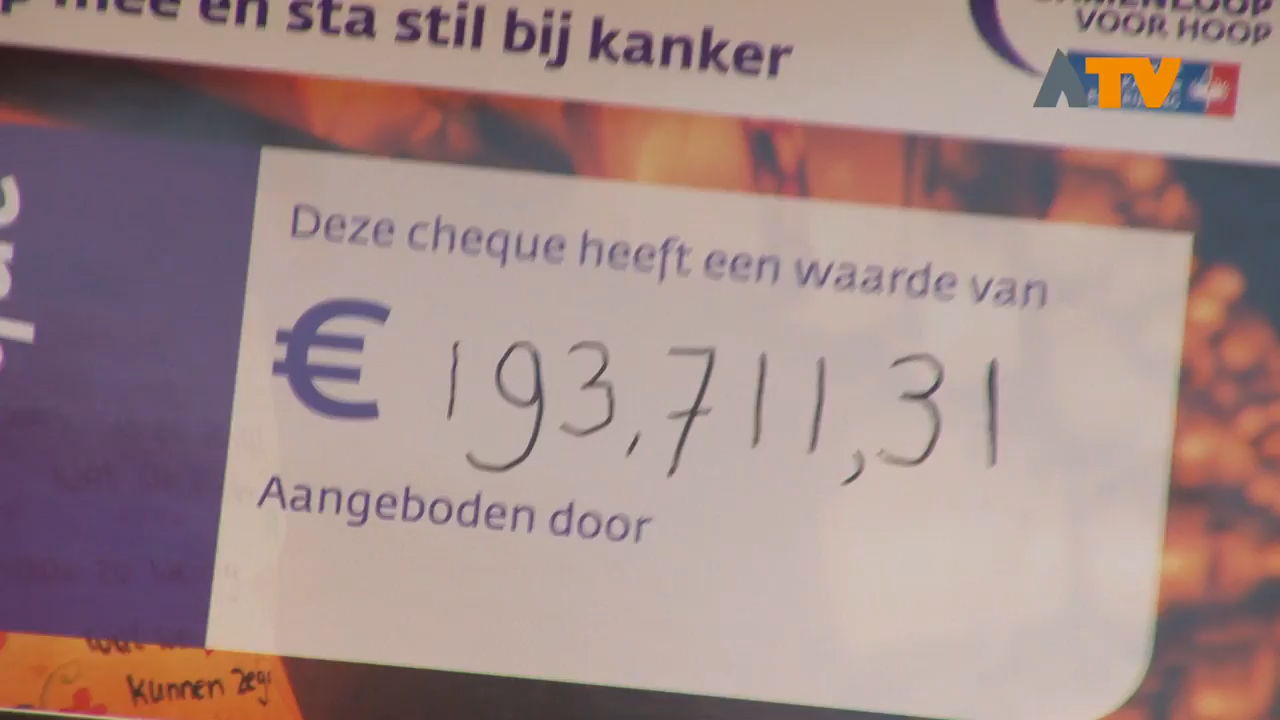 mee en sta stil bij kanker
SAMENLOOP
VOOR HOOP
ATV
Deze cheque heeft een waarde van
€ 193,711,31
Aangeboden door
kunnen zeg